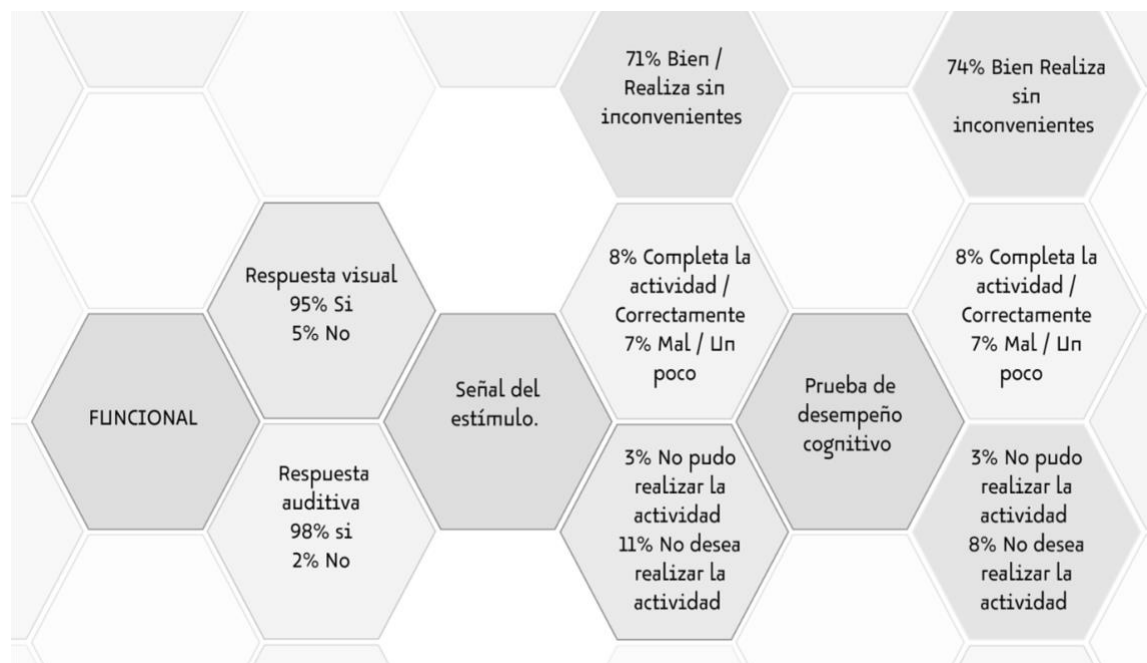 FUNCIONAL
Respuesta visual
95% Si
5% No
Respuesta
auditiva
98% si
2% No
Señal del
estímulo.
71% Bien /
Realiza sin
inconvenientes
8% Completa la
actividad /
Correctamente
7% Mal / Un
poco
3% No pudo
realizar la
actividad
11% No desea
realizar la
actividad
Prueba de
desempeño
cognitivo
74% Bien Realiza
sin
inconvenientes
8% Completa la
actividad /
Correctamente
7% Mal / Un
poco
3% No pudo
realizar la
actividad
8% No desea
realizar la
actividad